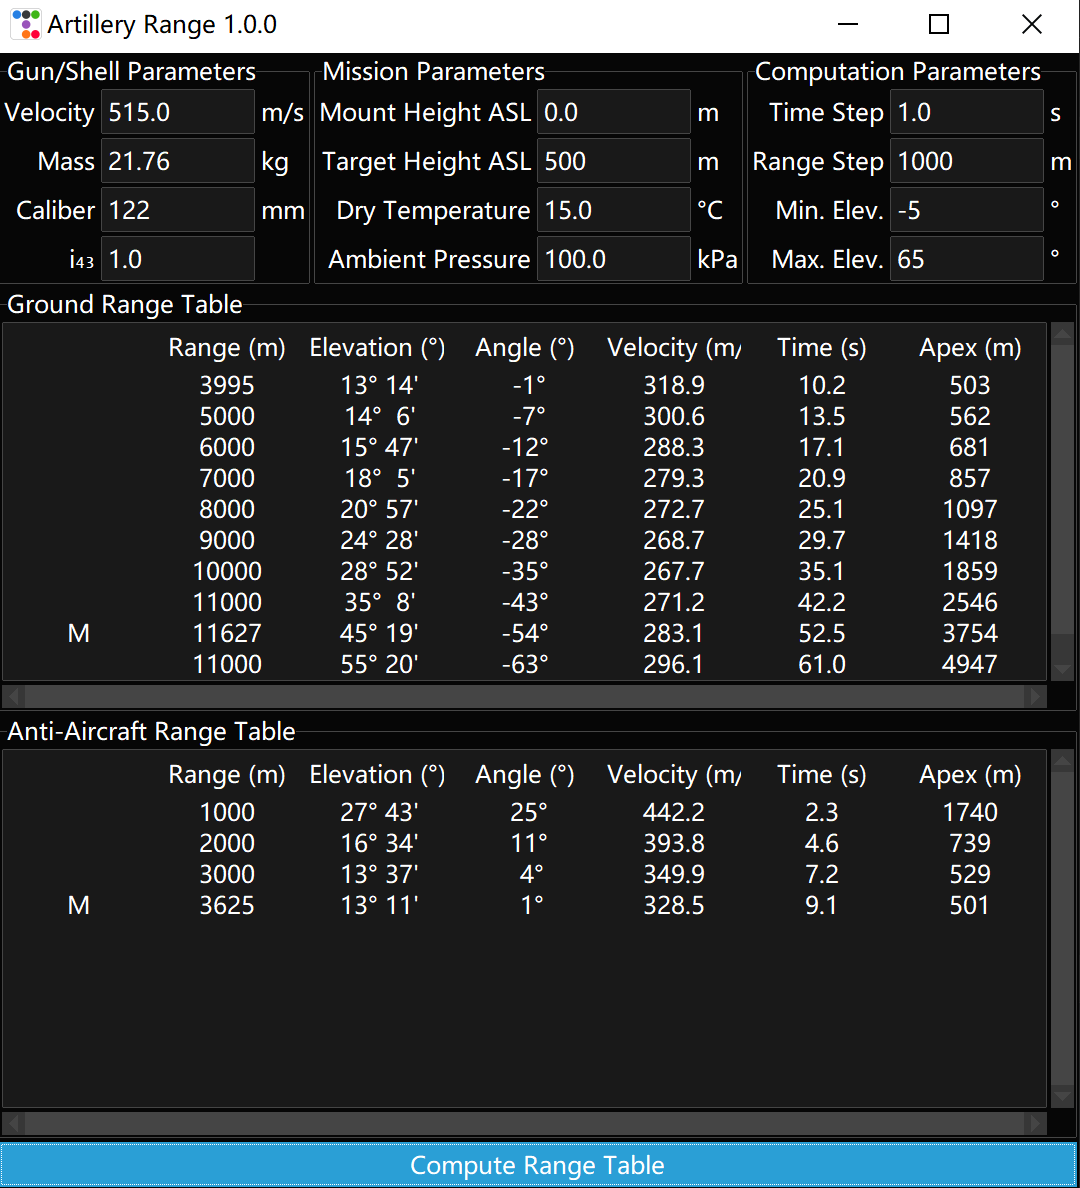 Artillery Range 1.0.0
Gun/Shell Parameters
Velocity 515.0 m/s
Mass 21.76 kg
Caliber 122 mm
i₄₃ 1.0
Mission Parameters
Mount Height ASL 0.0 m
Target Height ASL 500 m
Dry Temperature 15.0 °C
Ambient Pressure 100.0 kPa
Computation Parameters
Time Step 1.0 s
Range Step 1000 m
Min. Elev. -5 °
Max. Elev. 65 °
Ground Range Table
Range (m) Elevation (°) Angle (°) Velocity (m/ Time (s) Apex (m)
3995 13° 14' -1° 318.9 10.2 503
5000 14° 6' -7° 300.6 13.5 562
6000 15° 47' -12° 288.3 17.1 681
7000 18° 5' -17° 279.3 20.9 857
8000 20° 57' -22° 272.7 25.1 1097
9000 24° 28' -28° 268.7 29.7 1418
10000 28° 52' -35° 267.7 35.1 1859
11000 35° 8' -43° 271.2 42.2 2546
M 11627 45° 19' -54° 283.1 52.5 3754
11000 55° 20' -63° 296.1 61.0 4947
Anti-Aircraft Range Table
Range (m) Elevation (°) Angle (°) Velocity (m/ Time (s) Apex (m)
1000 27° 43' 25° 442.2 2.3 1740
2000 16° 34' 11° 393.8 4.6 739
3000 13° 37' 4° 349.9 7.2 529
M 3625 13° 11' 1° 328.5 9.1 501
Compute Range Table